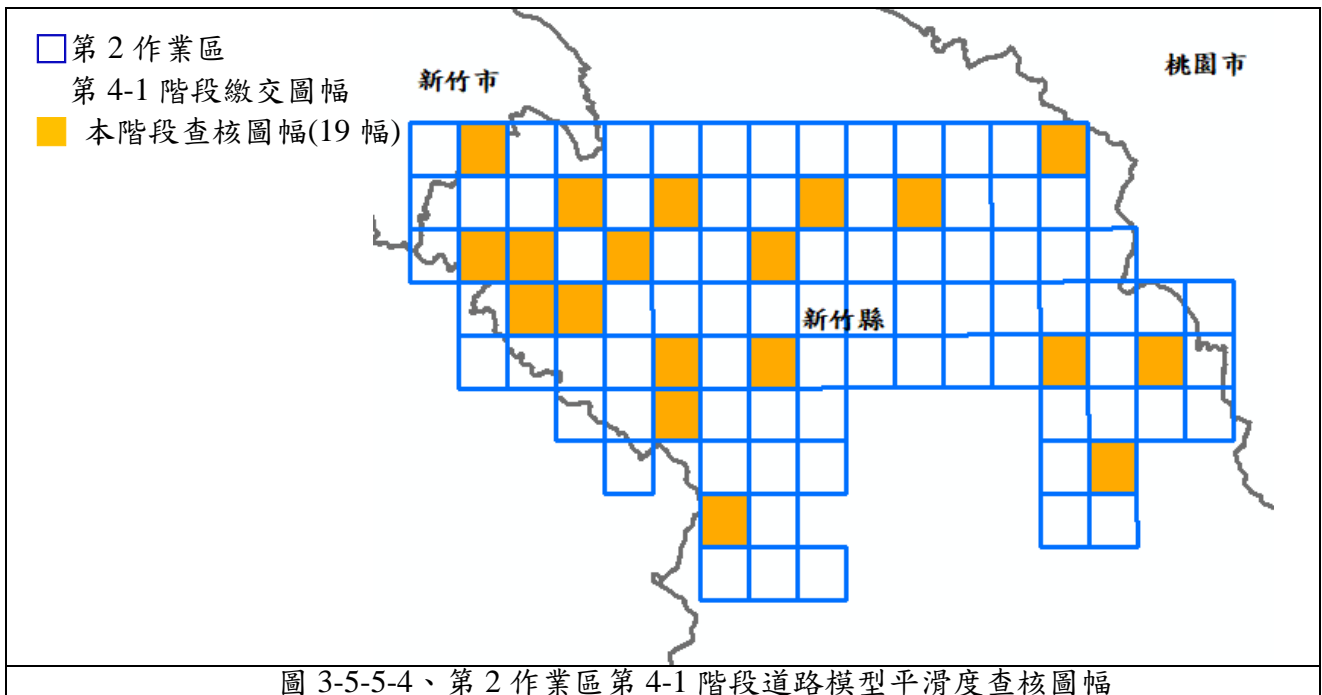 第 2 作業區
第 4-1 階段繳交圖幅
本階段查核圖幅(19 幅)
新竹市
桃園市
新竹縣
圖 3-5-5-4、第 2 作業區第 4-1 階段道路模型平滑度查核圖幅